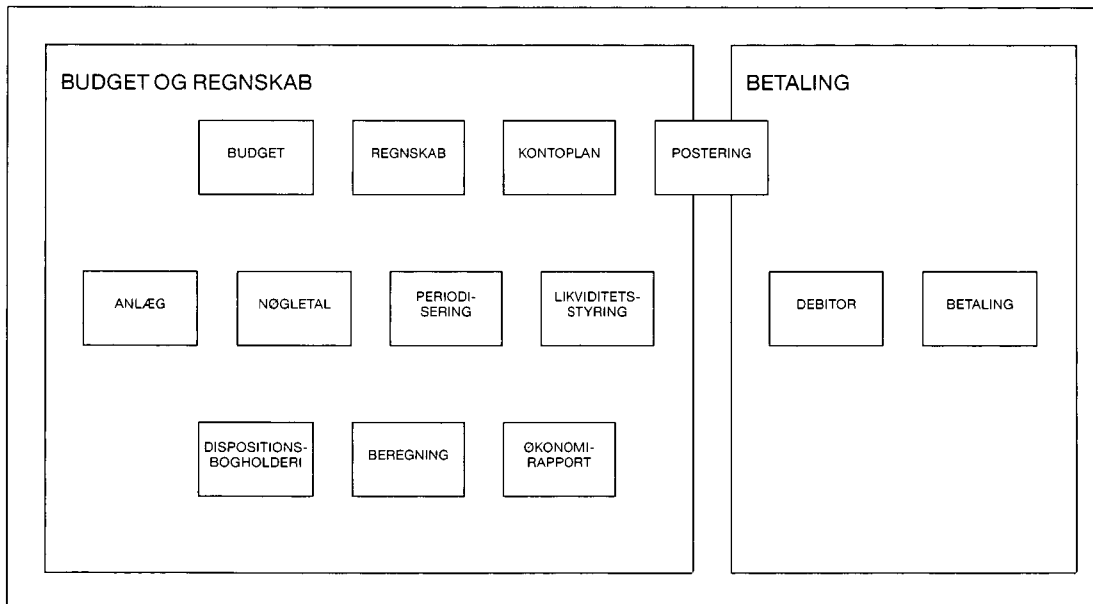 BUDGET OG REGNSKAB
BETALING
BUDGET
REGNSKAB
KONTOPLAN
POSTERING
ANLÆG
NØGLETAL
PERIODI-
SERING
LIKVIDITETS-
STYRING
DEBITOR
BETALING
DISPOSITIONS-
BOGHOLDERI
BEREGNING
ØKONOMI-
RAPPORT